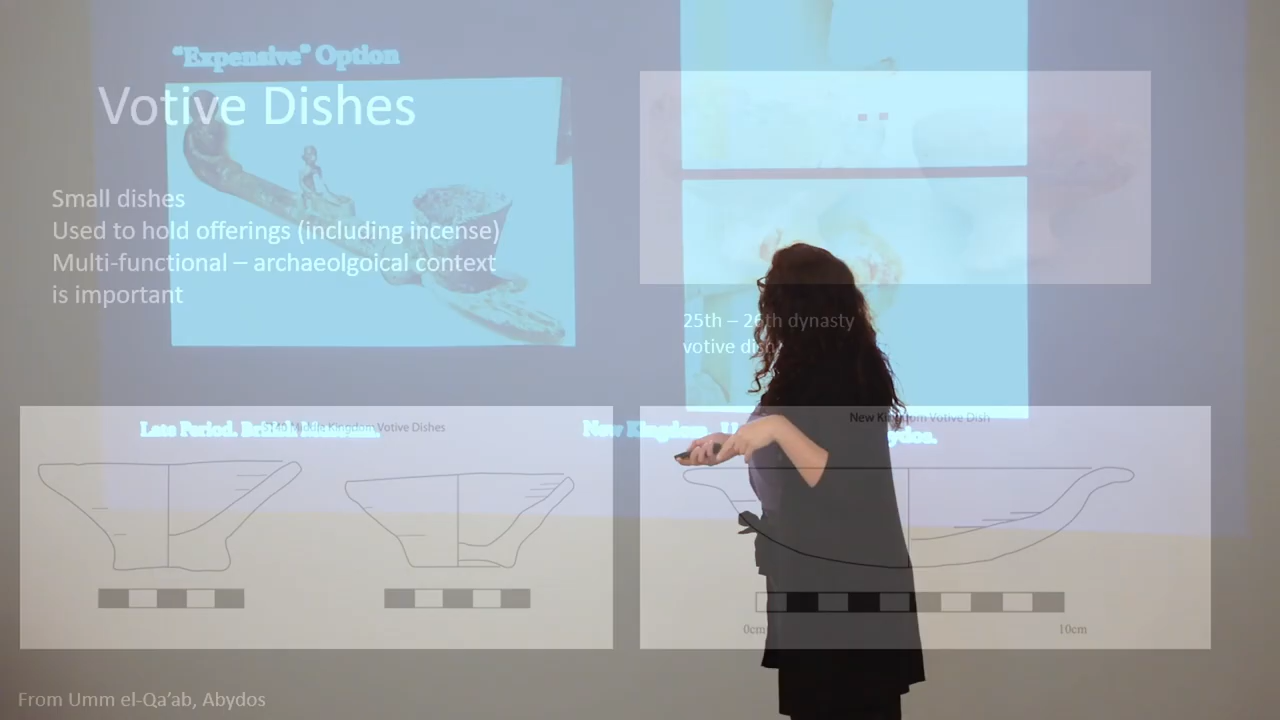 “Expensive” Option
Votive Dishes
Small dishes
Used to hold offerings (including incense)
Multi-functional – archaeolgoical context
is important
25th – 26th dynasty
votive dish
Late Period. British Museum.
Middle Kingdom Votive Dishes
New Kingdom Votive Dish
New Kingdom.
0cm
10cm
From Umm el-Qa’ab, Abydos